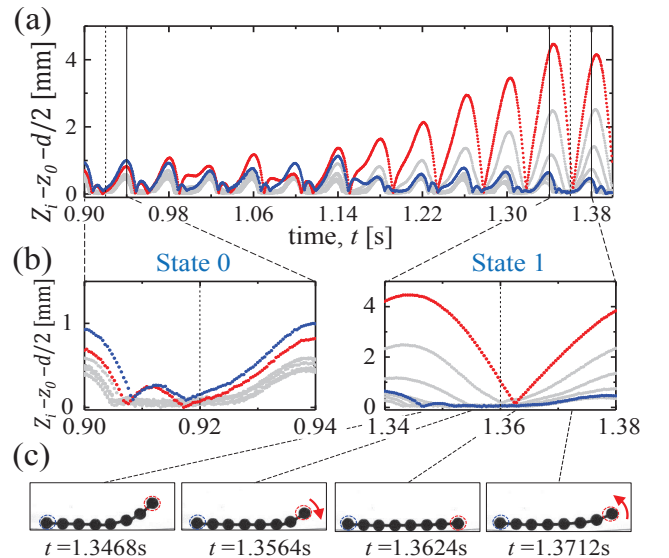 (a)
Z_i-z_0-d/2 [mm]
4
2
0
0.90 0.98 1.06 1.14 1.22 1.30 1.38
time, t [s]
(b) State 0 State 1
Z_i-z_0-d/2 [mm]
1
0
0.90 0.92 0.94
4
2
0
1.34 1.36 1.38
(c)
t=1.3468s t=1.3564s t=1.3624s t=1.3712s